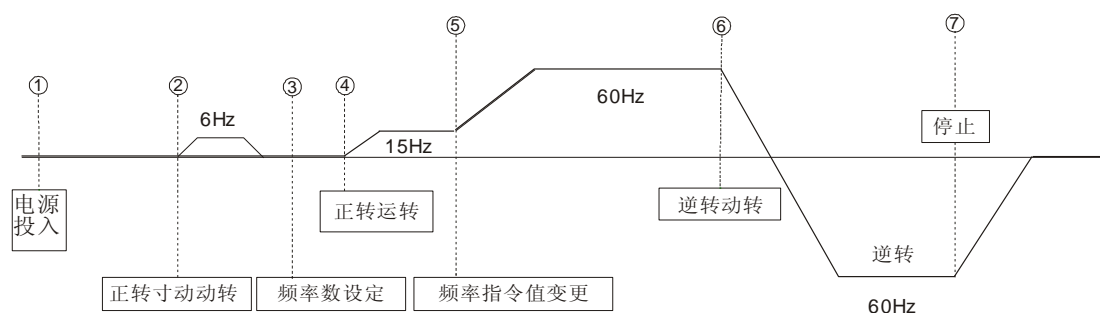 ① ② ③ ④ ⑤ ⑥ ⑦
6Hz
15Hz
60Hz
停止
电源
投入
正转运转
逆转动转
正转寸动动转
频率数设定
频率指令值变更
逆转
60Hz